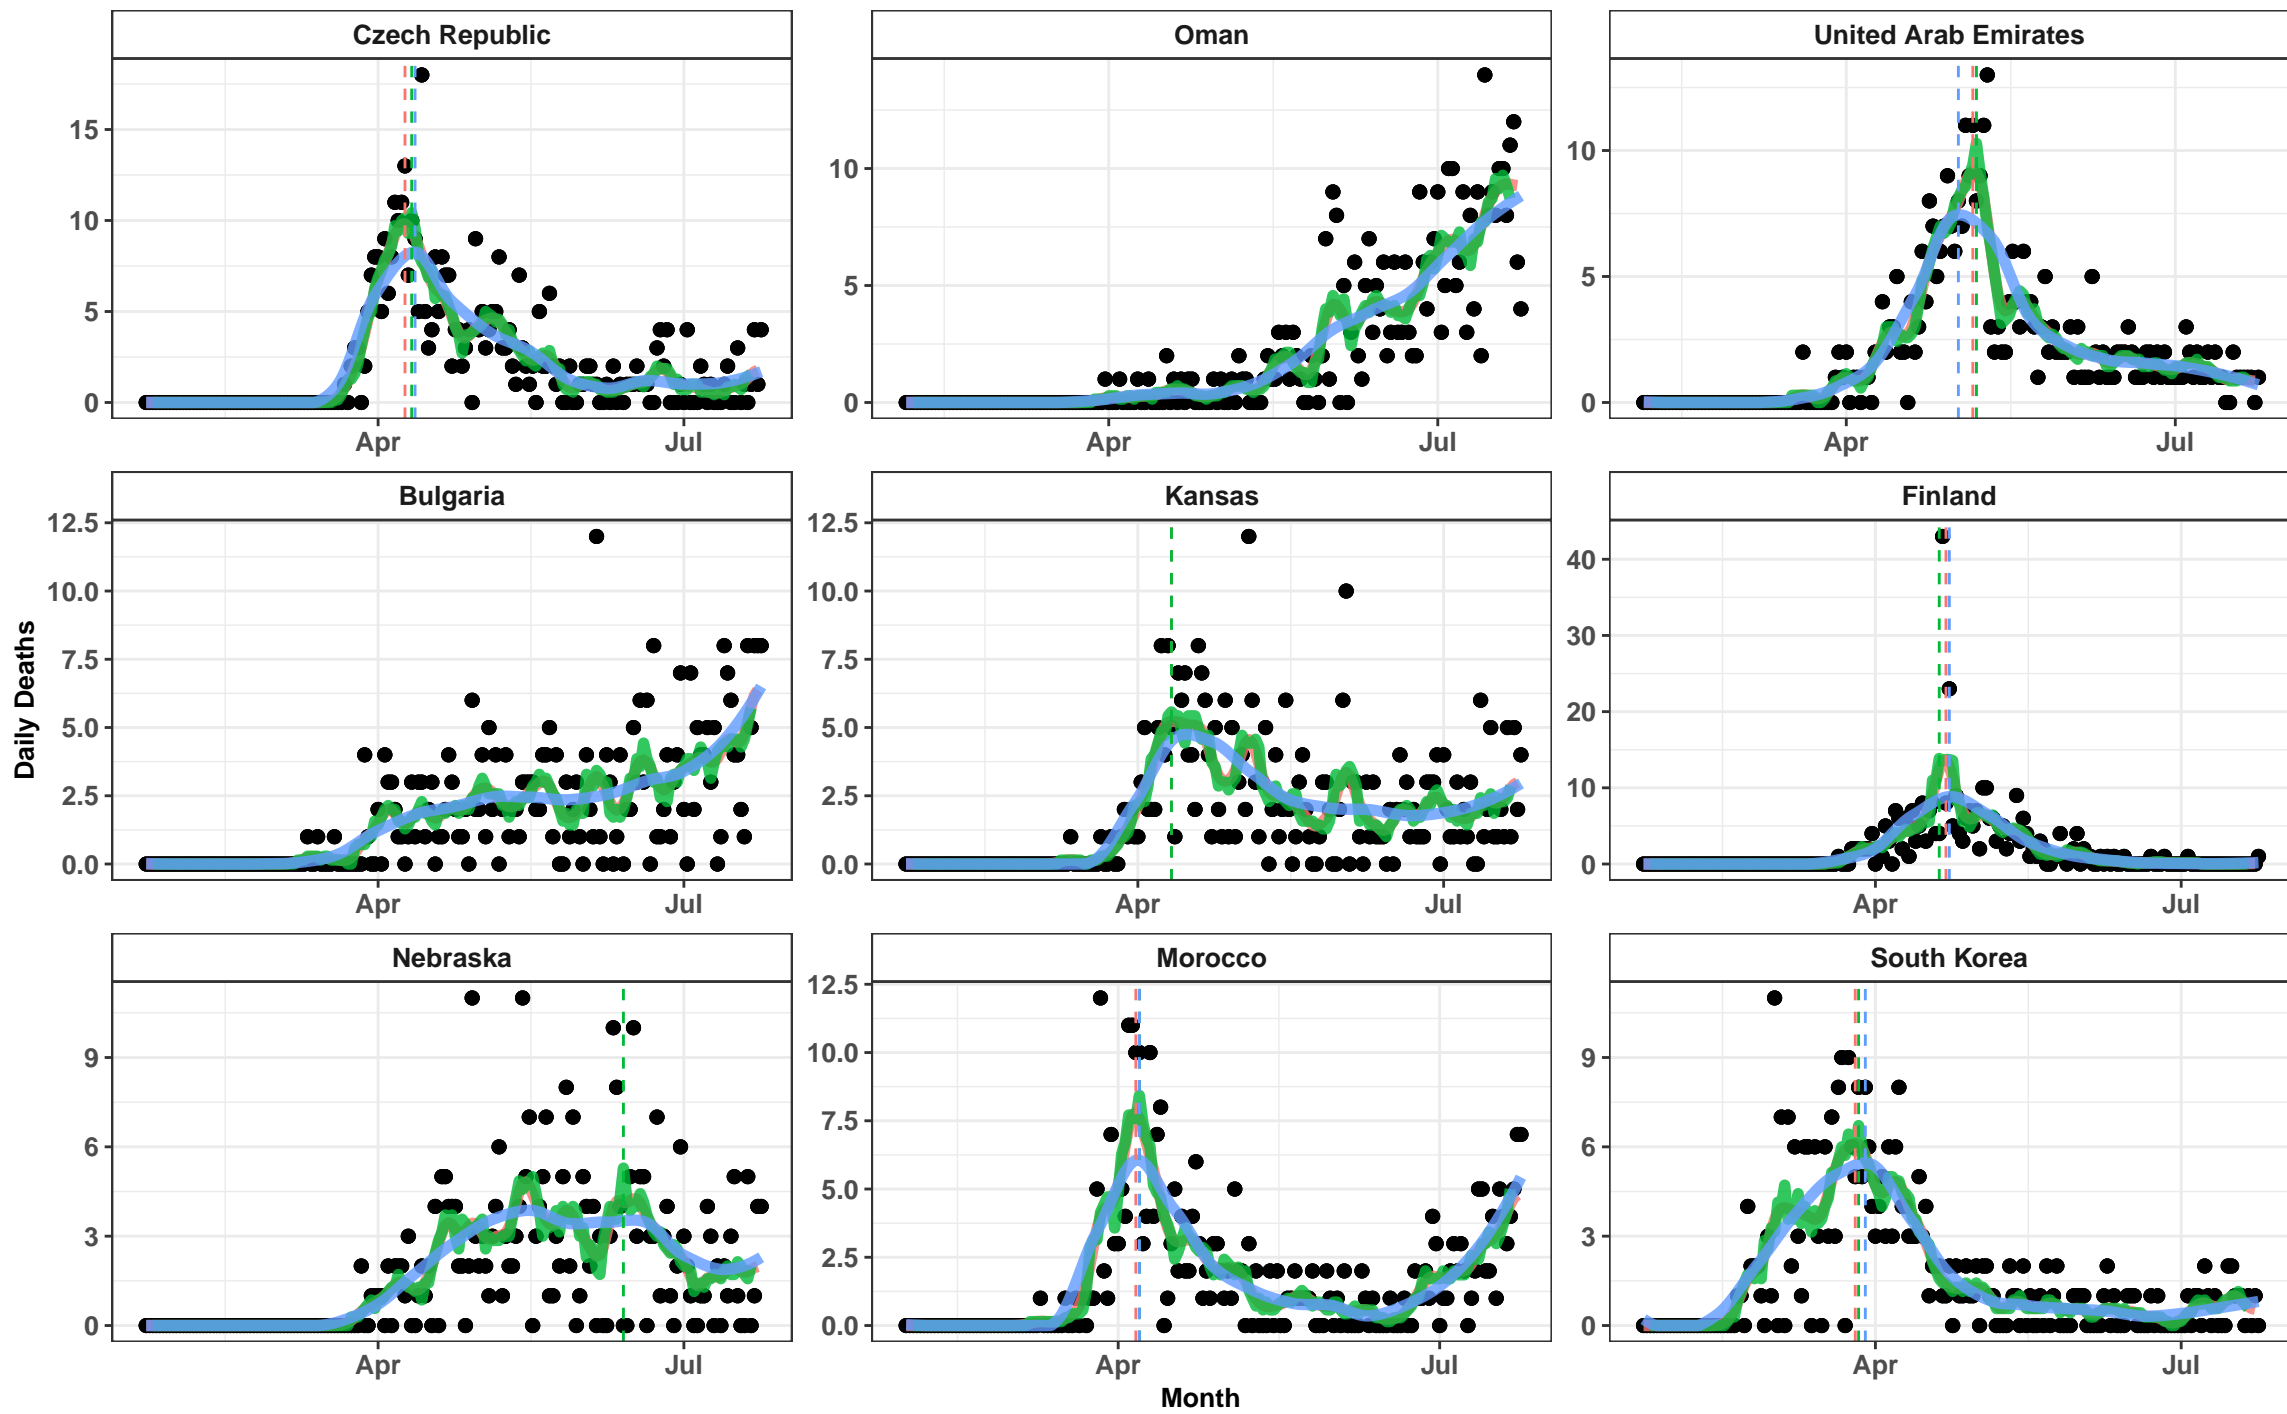 Czech Republic
Oman
United Arab Emirates
15
10
5
0
10
5
0
10
5
0
Apr
Jul
Apr
Jul
Apr
Jul
Bulgaria
Kansas
Finland
12.5
10.0
7.5
5.0
2.5
0.0
12.5
10.0
7.5
5.0
2.5
0.0
40
30
20
10
0
Apr
Jul
Apr
Jul
Apr
Jul
Daily Deaths
Nebraska
Morocco
South Korea
9
6
3
0
12.5
10.0
7.5
5.0
2.5
0.0
9
6
3
0
Apr
Jul
Apr
Jul
Apr
Jul
Month